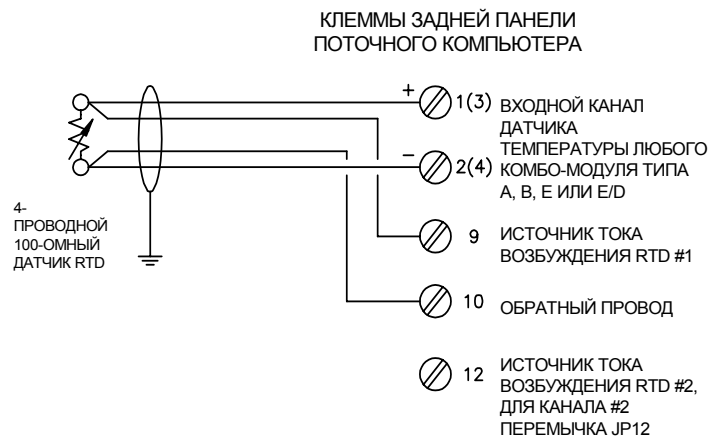 КЛЕММЫ ЗАДНЕЙ ПАНЕЛИ
ПОТОЧНОГО КОМПЬЮТЕРА
+
1(3)
ВХОДНОЙ КАНАЛ
ДАТЧИКА
ТЕМПЕРАТУРЫ ЛЮБОГО
КОМБО-МОДУЛЯ ТИПА
А, В, Е ИЛИ E/D
−
2(4)
4-
ПРОВОДНОЙ
100-ОМНЫЙ
ДАТЧИК RTD
9
ИСТОЧНИК ТОКА
ВОЗБУЖДЕНИЯ RTD #1
10
ОБРАТНЫЙ ПРОВОД
12
ИСТОЧНИК ТОКА
ВОЗБУЖДЕНИЯ RTD #2,
ДЛЯ КАНАЛА #2
ПЕРЕМЫЧКА JP12